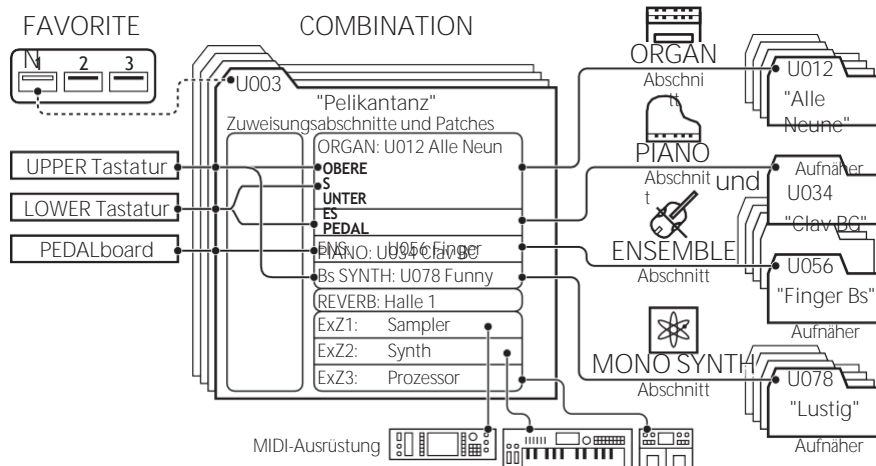 FAVORITE
COMBINATION
N
1 2 3
U003
"Pelikantanz"
Zuweisungsabschnitte und Patches
ORGAN: U012 Alle Neun
OBERE
S
UNTER
ES
PEDAL
ENS: U056 Finger
PIANO: U034 Clav BC
Bs SYNTH: U078 Funny
REVERB: Halle 1
ExZ1: Sampler
ExZ2: Synth
ExZ3: Prozessor
UPPER Tastatur
LOWER Tastatur
PEDALboard
MIDI-Ausrüstung
ORGAN
Abschni
tt
PIANO
Abschnit
t
und
ENSEMBLE
Abschnitt
MONO SYNTH
Abschnitt
U012
"Alle
Neune"
Aufnäher
U034
"Clav BC"
U056
"Finger Bs"
Aufnäher
U078
"Lustig"
Aufnäher